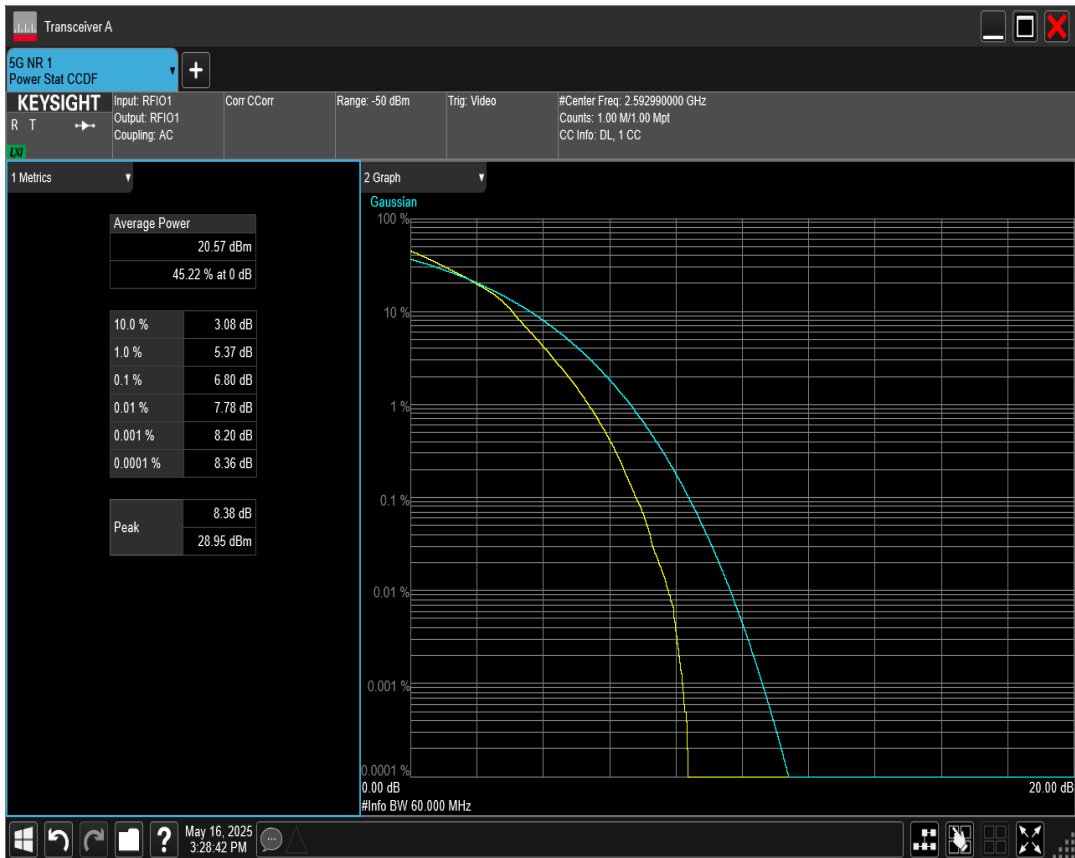 Transceiver A
5G NR 1
Power Stat CCDF
KEYSIGHT
R T
LXI
Input: RFIO1
Output: RFIO1
Coupling: AC
Corr CCorr
Range: -50 dBm
Trig: Video
#Center Freq: 2.592990000 GHz
Counts: 1.00 M/1.00 Mpt
CC Info: DL, 1 CC
1 Metrics
Average Power
20.57 dBm
45.22 % at 0 dB
10.0 % 3.08 dB
1.0 % 5.37 dB
0.1 % 6.80 dB
0.01 % 7.78 dB
0.001 % 8.20 dB
0.0001 % 8.36 dB
Peak
8.38 dB
28.95 dBm
2 Graph
Gaussian
100 %
10 %
1 %
0.1 %
0.01 %
0.001 %
0.0001 %
0.00 dB 20.00 dB
#Info BW 60.000 MHz
May 16, 2025
3:28:42 PM